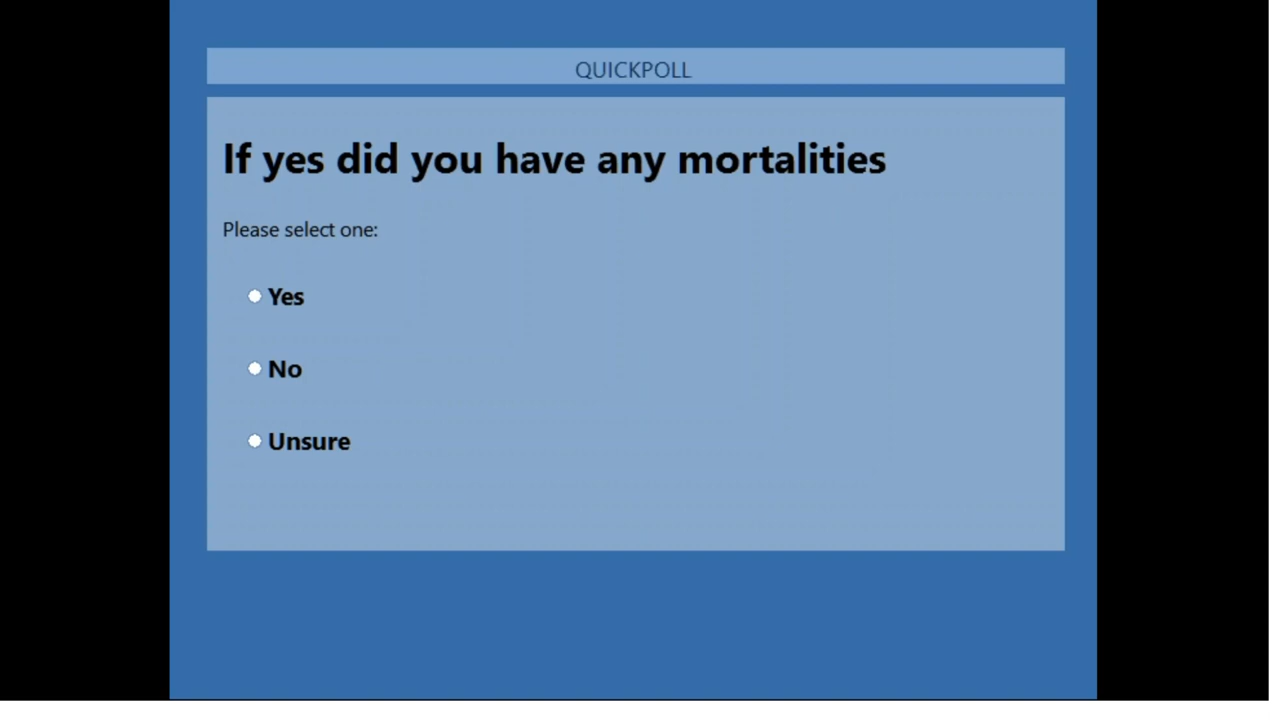 QUICKPOLL
If yes did you have any mortalities
Please select one:
Yes
No
Unsure